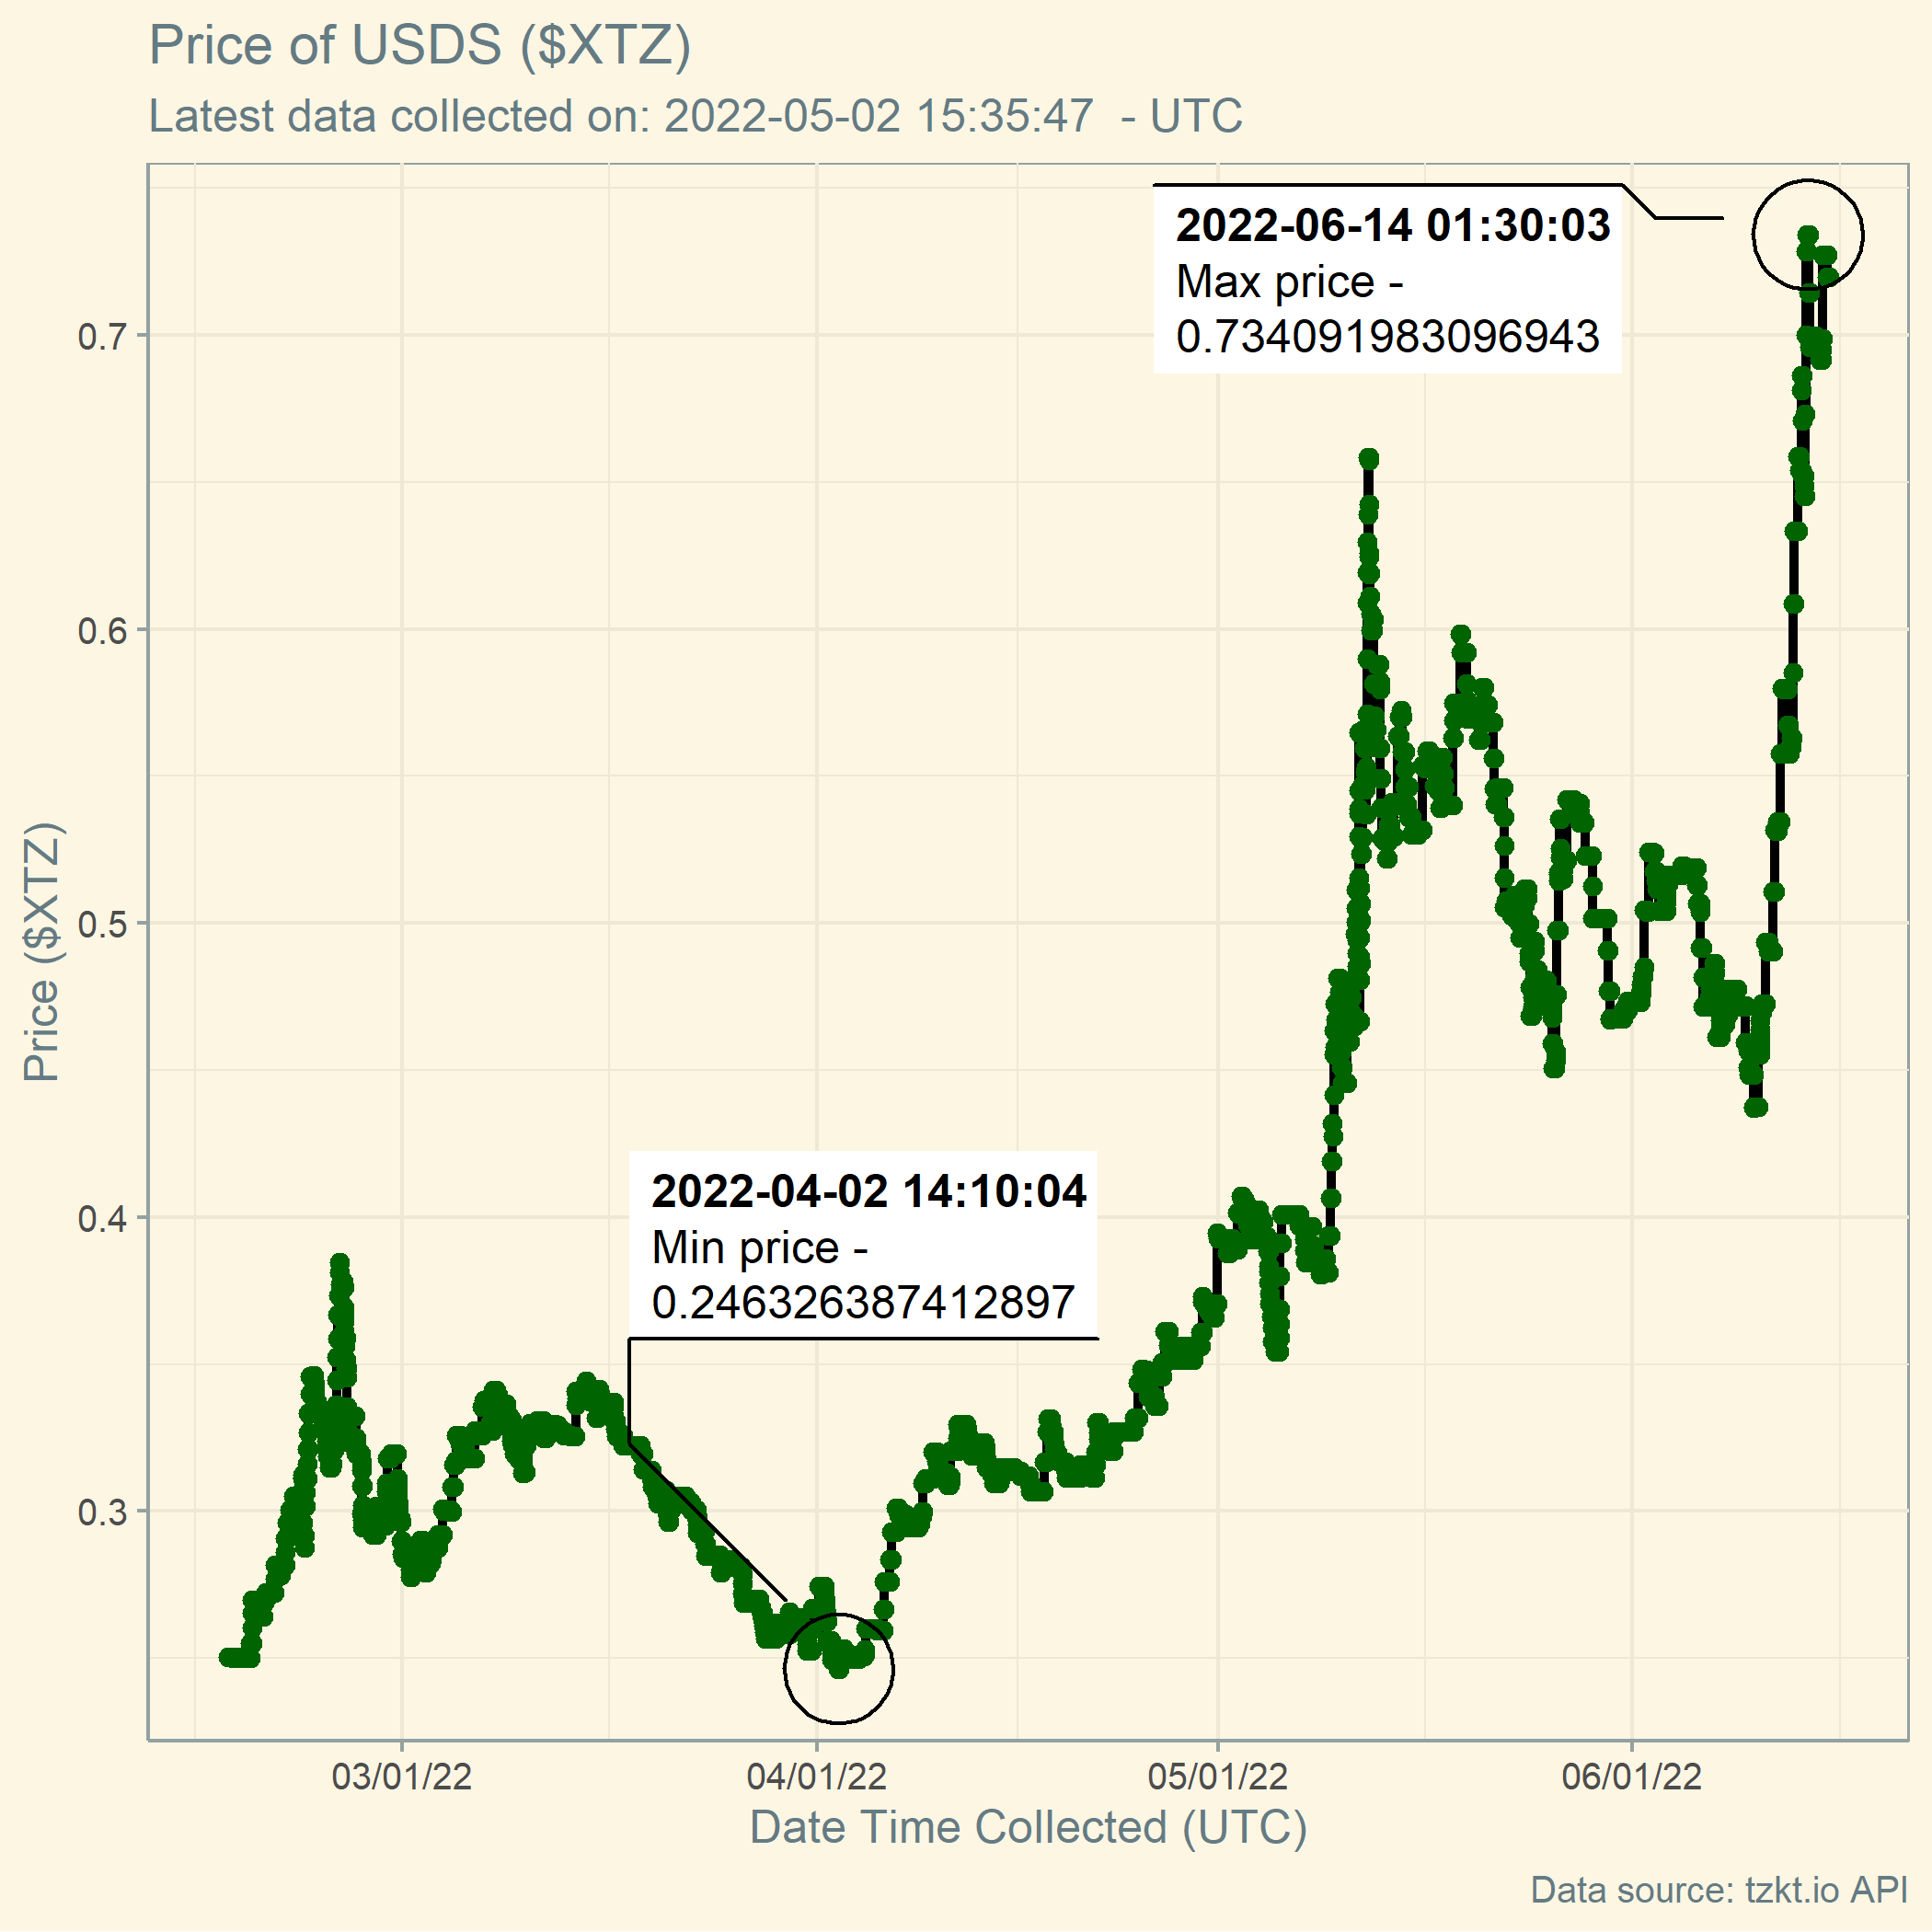 Price of USDS ($XTZ)
Latest data collected on: 2022-05-02 15:35:47  - UTC
2022-06-14 01:30:03
Max price -
0.734091983096943
0.7
0.6
0.5
Price ($XTZ)
2022-04-02 14:10:04
Min price -
0.246326387412897
0.4
0.3
03/01/22
04/01/22
05/01/22
06/01/22
Date Time Collected (UTC)
Data source: tzkt.io API